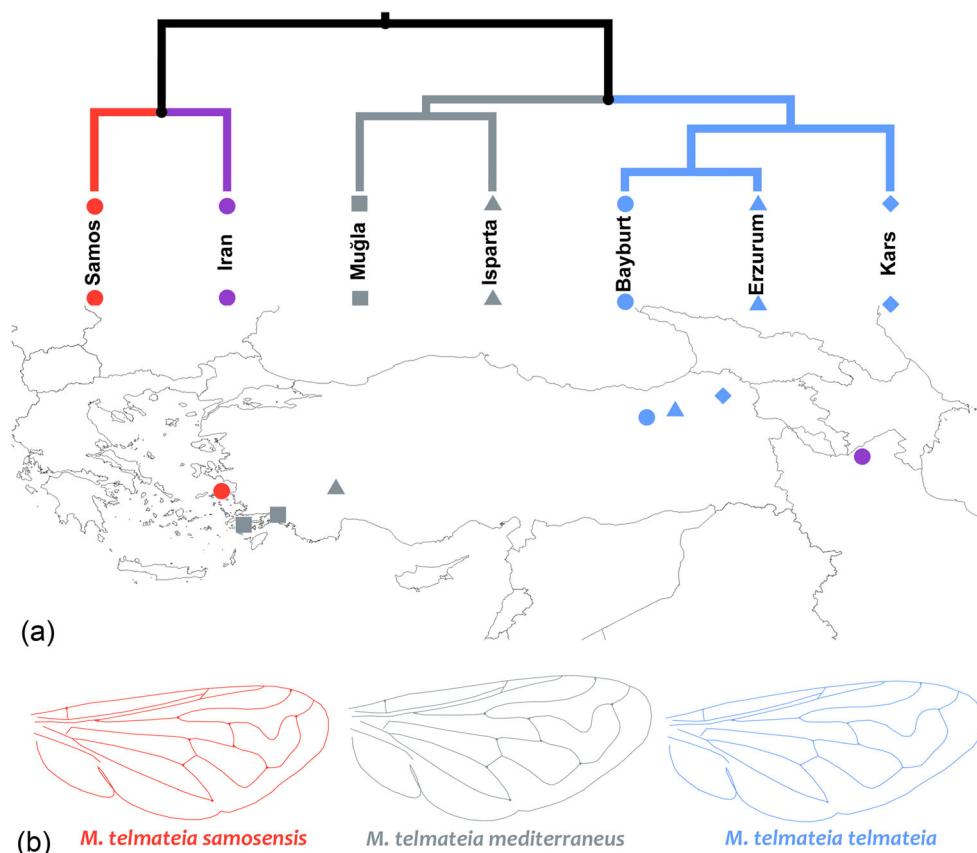 Samos
Iran
Muğla
Isparta
Bayburt
Erzurum
Kars
(a)
(b)
M. telmateia samosensis
M. telmateia mediterraneus
M. telmateia telmateia